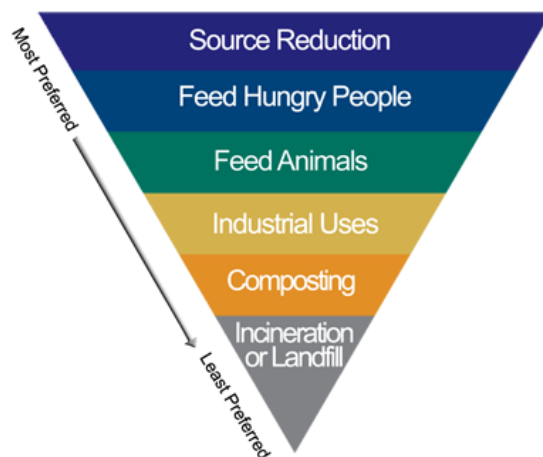 Most Preferred
Source Reduction
Feed Hungry People
Feed Animals
Industrial Uses
Composting
Incineration
or Landfill
Least Preferred